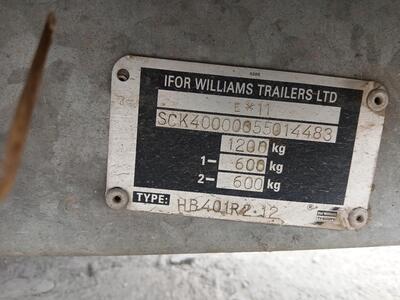 IFOR WILLIAMS TRAILERS LTD
E*11
SCK40000055014483
1200 kg
1– 600 kg
2– 600 kg
TYPE: HB401R2-12